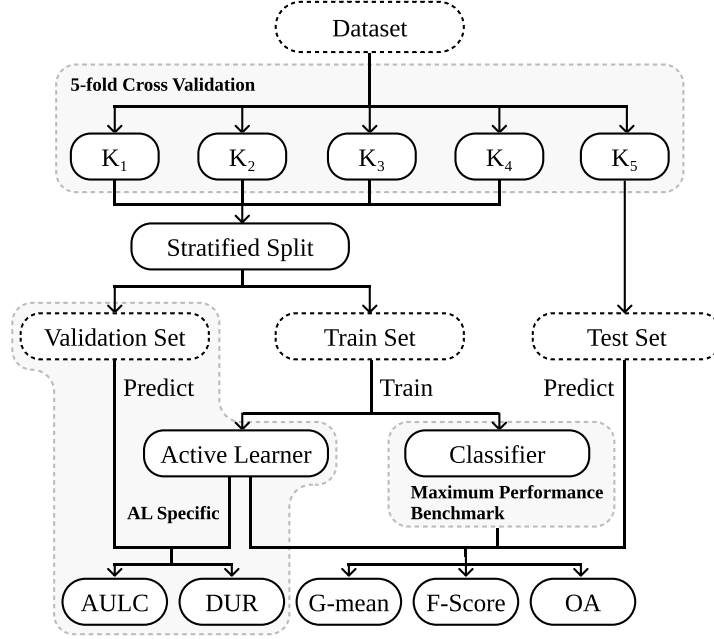 Dataset
5-fold Cross Validation
K1
K2
K3
K4
K5
Stratified Split
Validation Set
Train Set
Test Set
Predict
Train
Predict
Active Learner
Classifier
Maximum Performance
Benchmark
AL Specific
AULC
DUR
G-mean
F-Score
OA